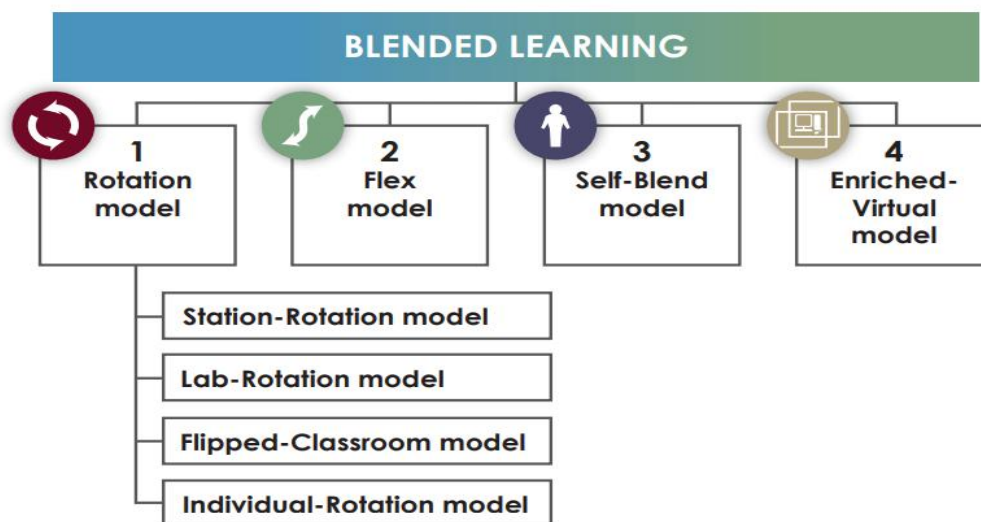 BLENDED LEARNING
1
Rotation
model
2
Flex
model
3
Self-Blend
model
4
Enriched-
Virtual
model
Station-Rotation model
Lab-Rotation model
Flipped-Classroom model
Individual-Rotation model